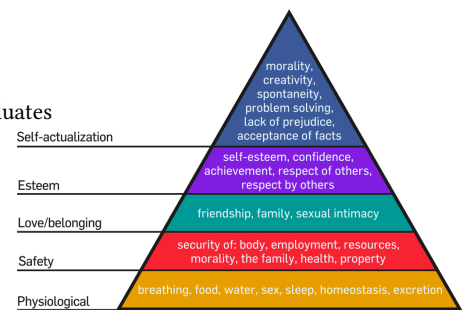 morality,
creativity,
spontaneity,
problem solving,
lack of prejudice,
acceptance of facts
Self-actualization
self-esteem, confidence,
achievement, respect of others,
respect by others
Esteem
friendship, family, sexual intimacy
Love/belonging
security of: body, employment, resources,
morality, the family, health, property
Safety
breathing, food, water, sex, sleep, homeostasis, excretion
Physiological